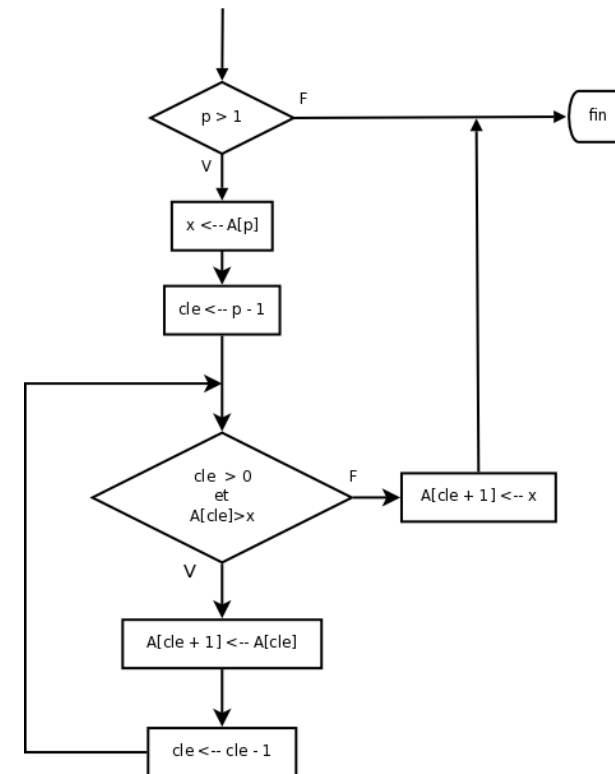 p > 1
F
fin
V
x <-- A[p]
cle <-- p - 1
cle > 0
et
A[cle]>x
F
A[cle + 1] <-- x
V
A[cle + 1] <-- A[cle]
cle <-- cle - 1